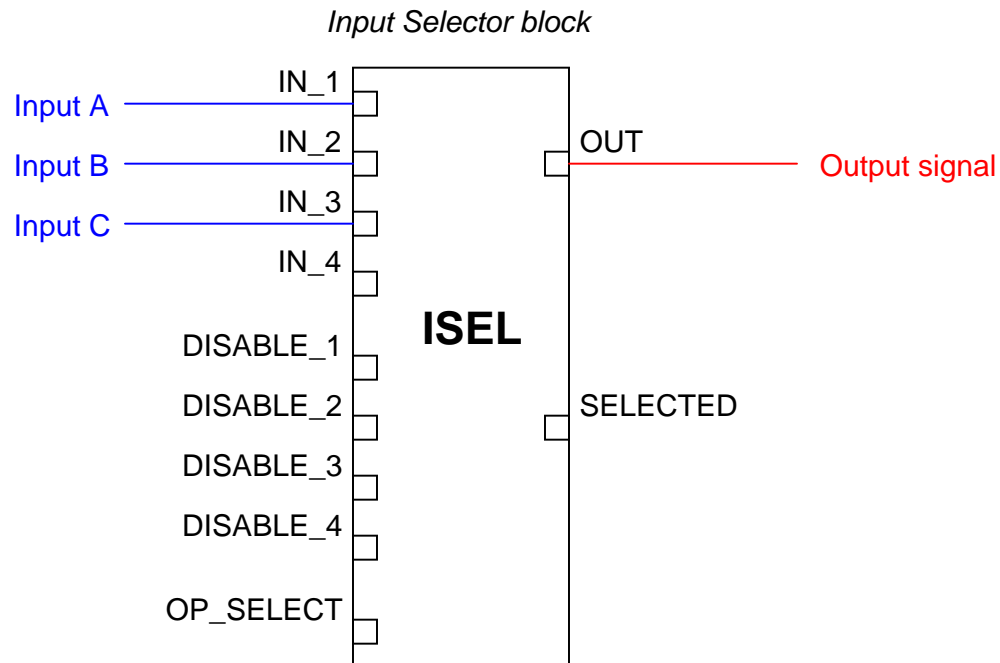 Input Selector block
IN_1
Input A
IN_2
OUT
Input B
Output signal
IN_3
Input C
IN_4
ISEL
DISABLE_1
DISABLE_2
SELECTED
DISABLE_3
DISABLE_4
OP_SELECT